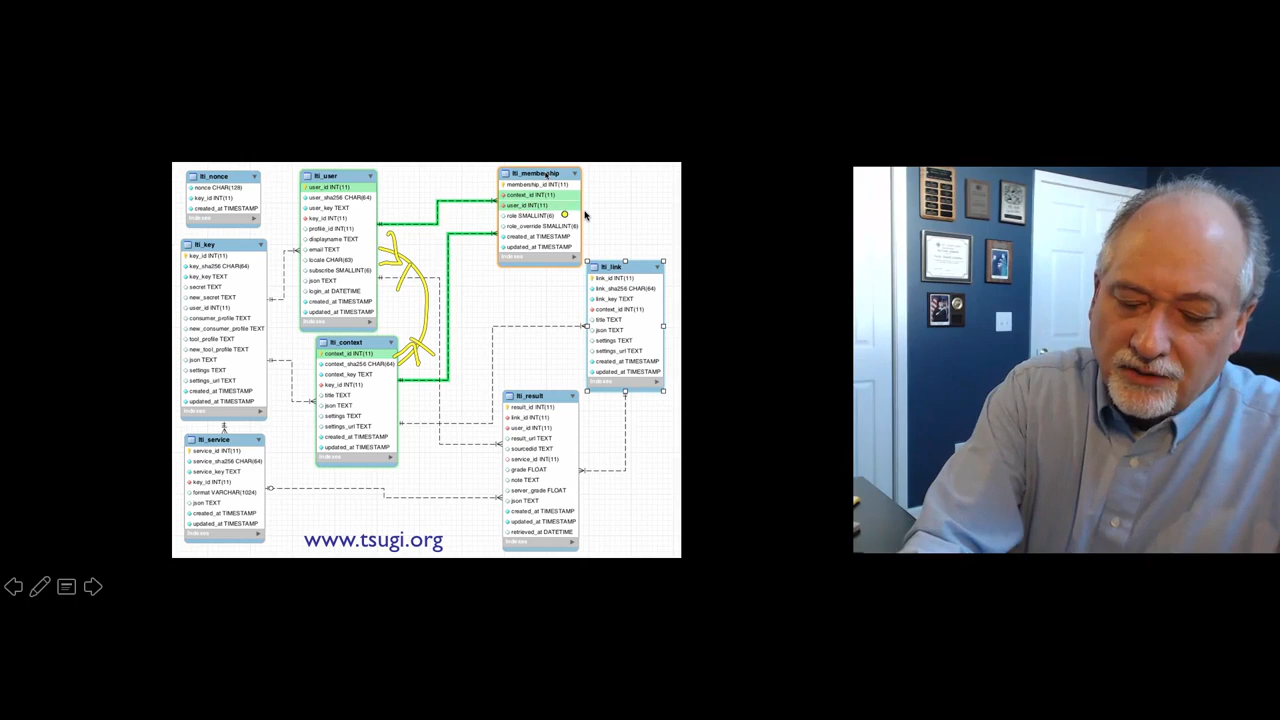 lti_nonce
nonce CHAR(128)
key_id INT(11)
created_at TIMESTAMP
Indexes
lti_key
key_id INT(11)
key_sha256 CHAR(64)
key_key TEXT
secret TEXT
new_secret TEXT
user_id INT(11)
consumer_profile TEXT
new_consumer_profile TEXT
tool_profile TEXT
new_tool_profile TEXT
json TEXT
settings TEXT
settings_url TEXT
created_at TIMESTAMP
updated_at TIMESTAMP
Indexes
lti_service
service_id INT(11)
service_sha256 CHAR(64)
service_key TEXT
key_id INT(11)
format VARCHAR(1024)
json TEXT
created_at TIMESTAMP
updated_at TIMESTAMP
Indexes
lti_user
user_id INT(11)
user_sha256 CHAR(64)
user_key TEXT
key_id INT(11)
profile_id INT(11)
displayname TEXT
email TEXT
locale CHAR(63)
subscribe SMALLINT(6)
json TEXT
login_at DATETIME
created_at TIMESTAMP
updated_at TIMESTAMP
Indexes
lti_context
context_id INT(11)
context_sha256 CHAR(64)
context_key TEXT
key_id INT(11)
title TEXT
json TEXT
settings TEXT
settings_url TEXT
created_at TIMESTAMP
updated_at TIMESTAMP
Indexes
lti_membership
membership_id INT(11)
context_id INT(11)
user_id INT(11)
role SMALLINT(6)
role_override SMALLINT(6)
created_at TIMESTAMP
updated_at TIMESTAMP
Indexes
lti_link
link_id INT(11)
link_sha256 CHAR(64)
link_key TEXT
context_id INT(11)
title TEXT
json TEXT
settings TEXT
settings_url TEXT
created_at TIMESTAMP
updated_at TIMESTAMP
Indexes
lti_result
result_id INT(11)
link_id INT(11)
user_id INT(11)
result_url TEXT
sourcedid TEXT
service_id INT(11)
grade FLOAT
note TEXT
server_grade FLOAT
json TEXT
created_at TIMESTAMP
updated_at TIMESTAMP
retrieved_at DATETIME
Indexes
www.tsugi.org